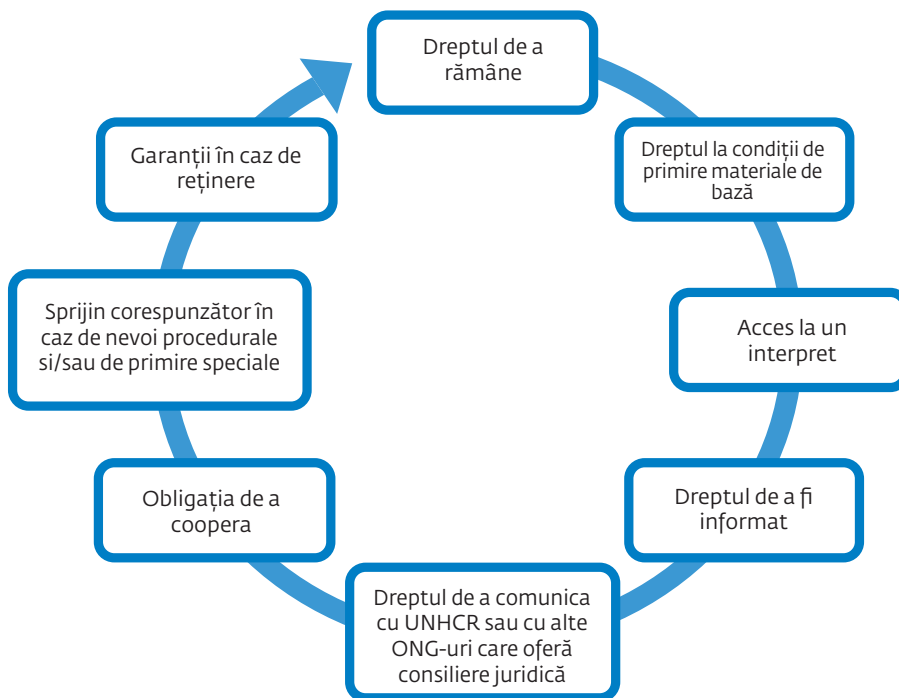 Dreptul de a
rămâne
Dreptul la condiții de
primire materiale de
bază
Acces la un
interpret
Dreptul de a fi
informat
Dreptul de a comunica
cu UNHCR sau cu alte
ONG-uri care oferă
consiliere juridică
Obligația de a
coopera
Sprijin corespunzător în
caz de nevoi procedurale
si/sau de primire speciale
Garanții în caz de
reținere